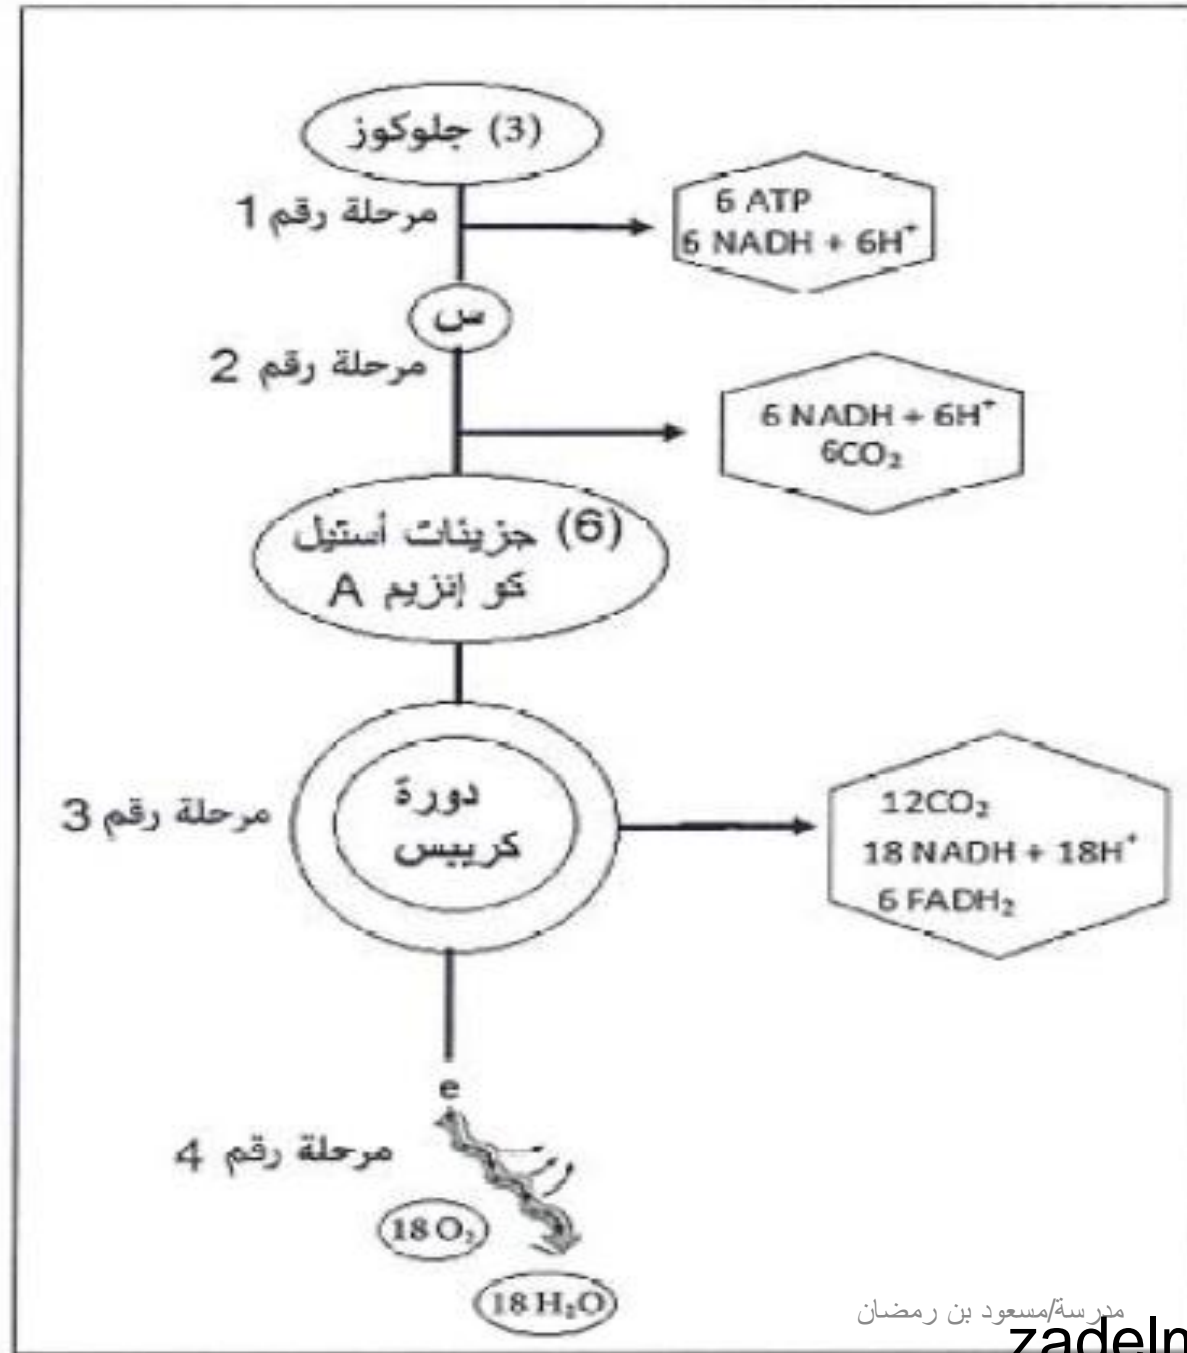 (3) جلوكوز
مرحلة رقم 1
6 ATP
6 NADH + 6H⁺
س
مرحلة رقم 2
6 NADH + 6H⁺
6CO₂
(6) جزيئات أستيل
كو إنزيم A
دورة
كريبس
مرحلة رقم 3
12CO₂
18 NADH + 18H⁺
6 FADH₂
e
مرحلة رقم 4
18 O₂
18 H₂O
مدرسة/مسعود بن رمضان
zadeln